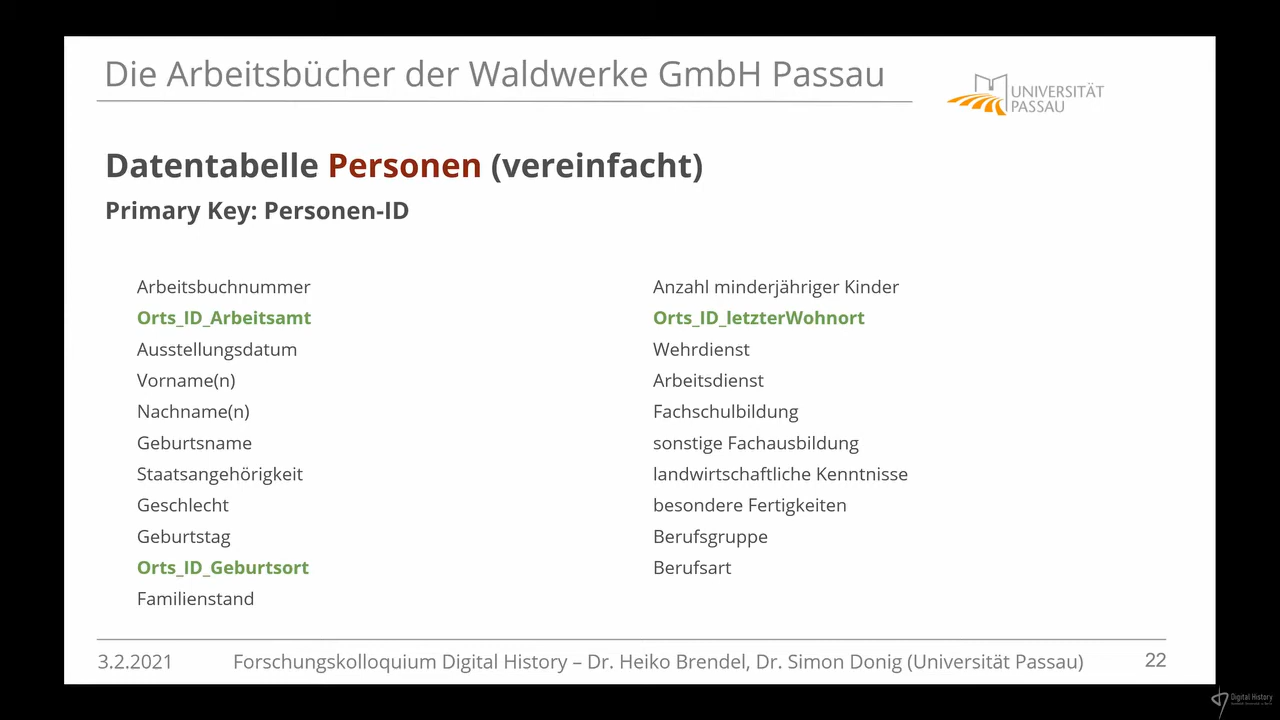 Die Arbeitsbücher der Waldwerke GmbH Passau
UNIVERSITÄT
PASSAU
Datentabelle Personen (vereinfacht)
Primary Key: Personen-ID
Arbeitsbuchnummer
Orts_ID_Arbeitsamt
Ausstellungsdatum
Vorname(n)
Nachname(n)
Geburtsname
Staatsangehörigkeit
Geschlecht
Geburtstag
Orts_ID_Geburtsort
Familienstand
Anzahl minderjähriger Kinder
Orts_ID_letzterWohnort
Wehrdienst
Arbeitsdienst
Fachschulbildung
sonstige Fachausbildung
landwirtschaftliche Kenntnisse
besondere Fertigkeiten
Berufsgruppe
Berufsart
3.2.2021 Forschungskolloquium Digital History – Dr. Heiko Brendel, Dr. Simon Donig (Universität Passau) 22
Digital History